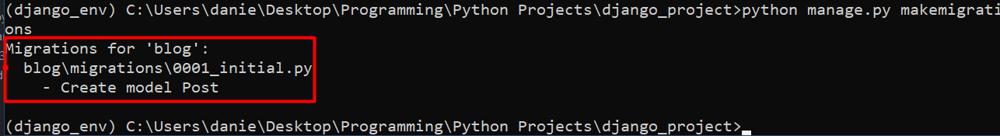 (django_env) C:\Users\danie\Desktop\Programming\Python Projects\django_project>python manage.py makemigrati
ons
Migrations for 'blog':
  blog\migrations\0001_initial.py
    - Create model Post
(django_env) C:\Users\danie\Desktop\Programming\Python Projects\django_project>